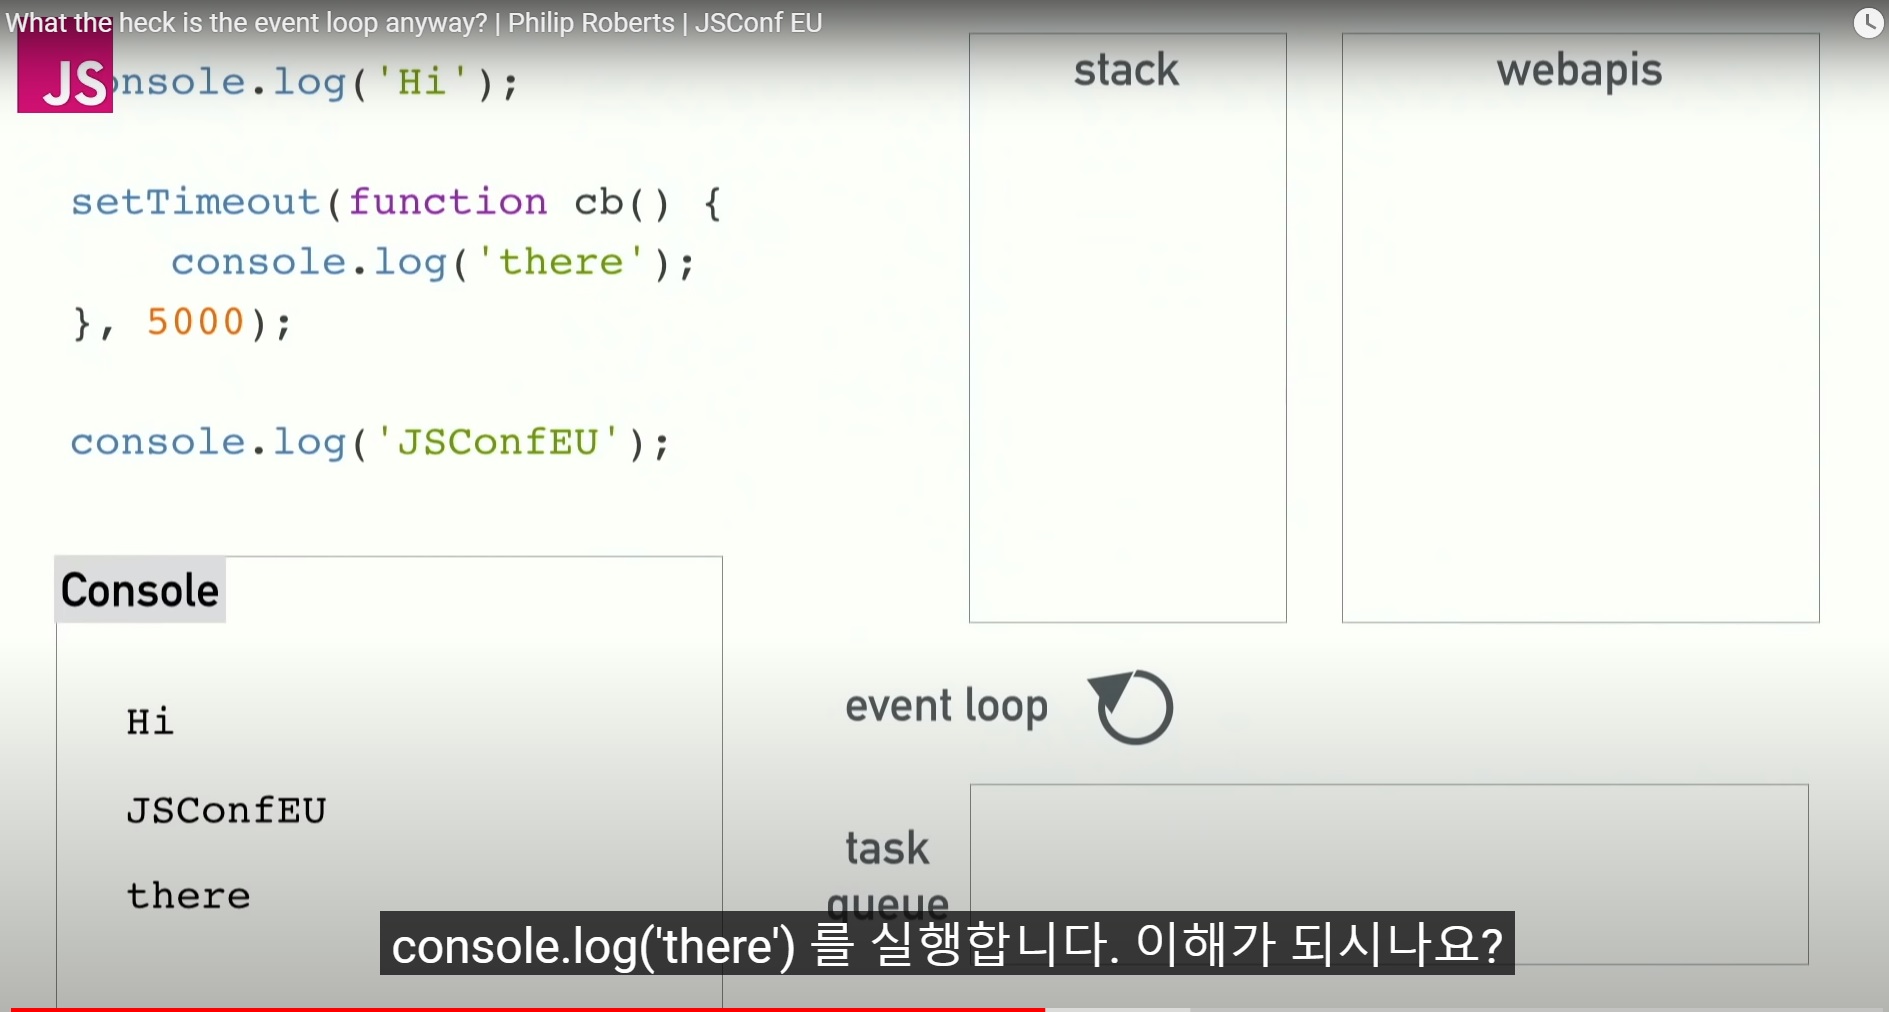 What the heck is the event loop anyway? | Philip Roberts | JSConf EU
JS
onsole.log('Hi');
setTimeout(function cb() {
console.log('there');
}, 5000);
console.log('JSConfEU');
stack
webapis
Console
Hi
JSConfEU
there
event loop
task
queue
console.log('there') 를 실행합니다. 이해가 되시나요?